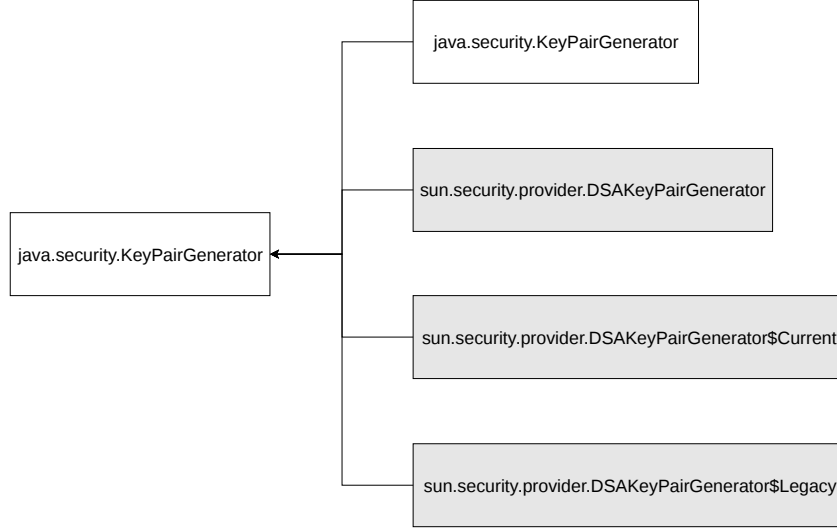 java.security.KeyPairGenerator
sun.security.provider.DSAKeyPairGenerator
java.security.KeyPairGenerator
sun.security.provider.DSAKeyPairGenerator$Current
sun.security.provider.DSAKeyPairGenerator$Legacy